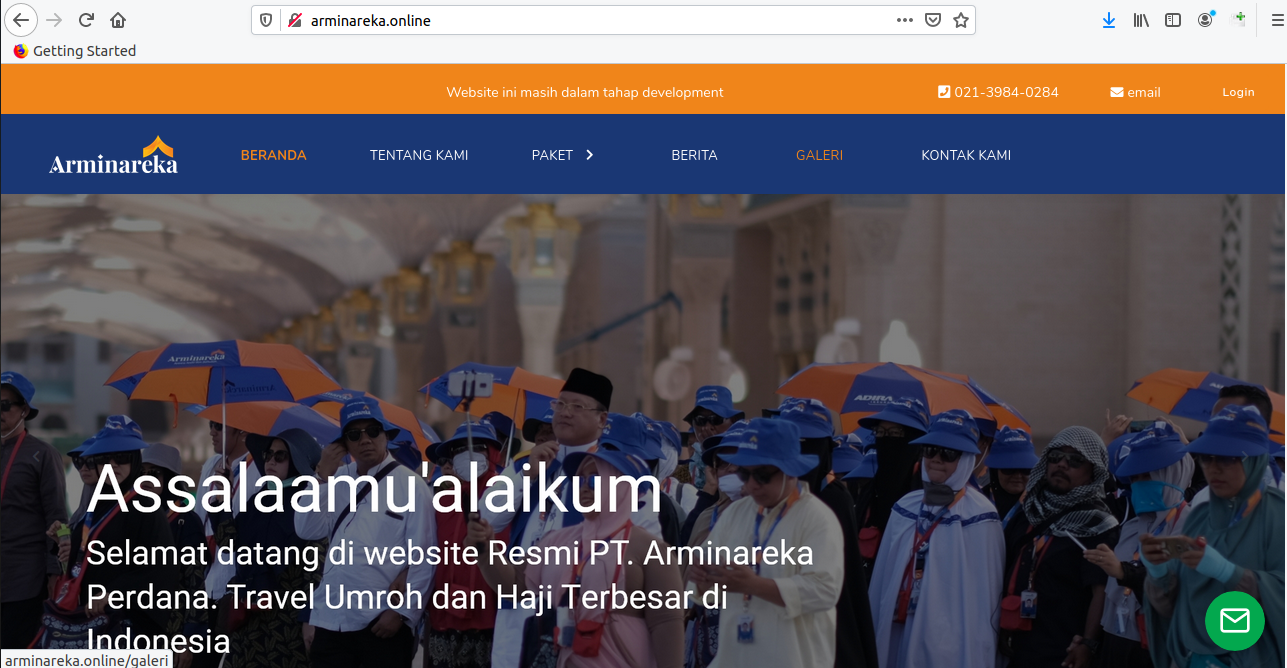 arminareka.online
Getting Started
Website ini masih dalam tahap development
021-3984-0284
email
Login
Arminareka
BERANDA
TENTANG KAMI
PAKET
BERITA
GALERI
KONTAK KAMI
Arminareka
ADIRA
Assalaamu'alaikum
Selamat datang di website Resmi PT. Arminareka
Perdana. Travel Umroh dan Haji Terbesar di
Indonesia
arminareka.online/galeri